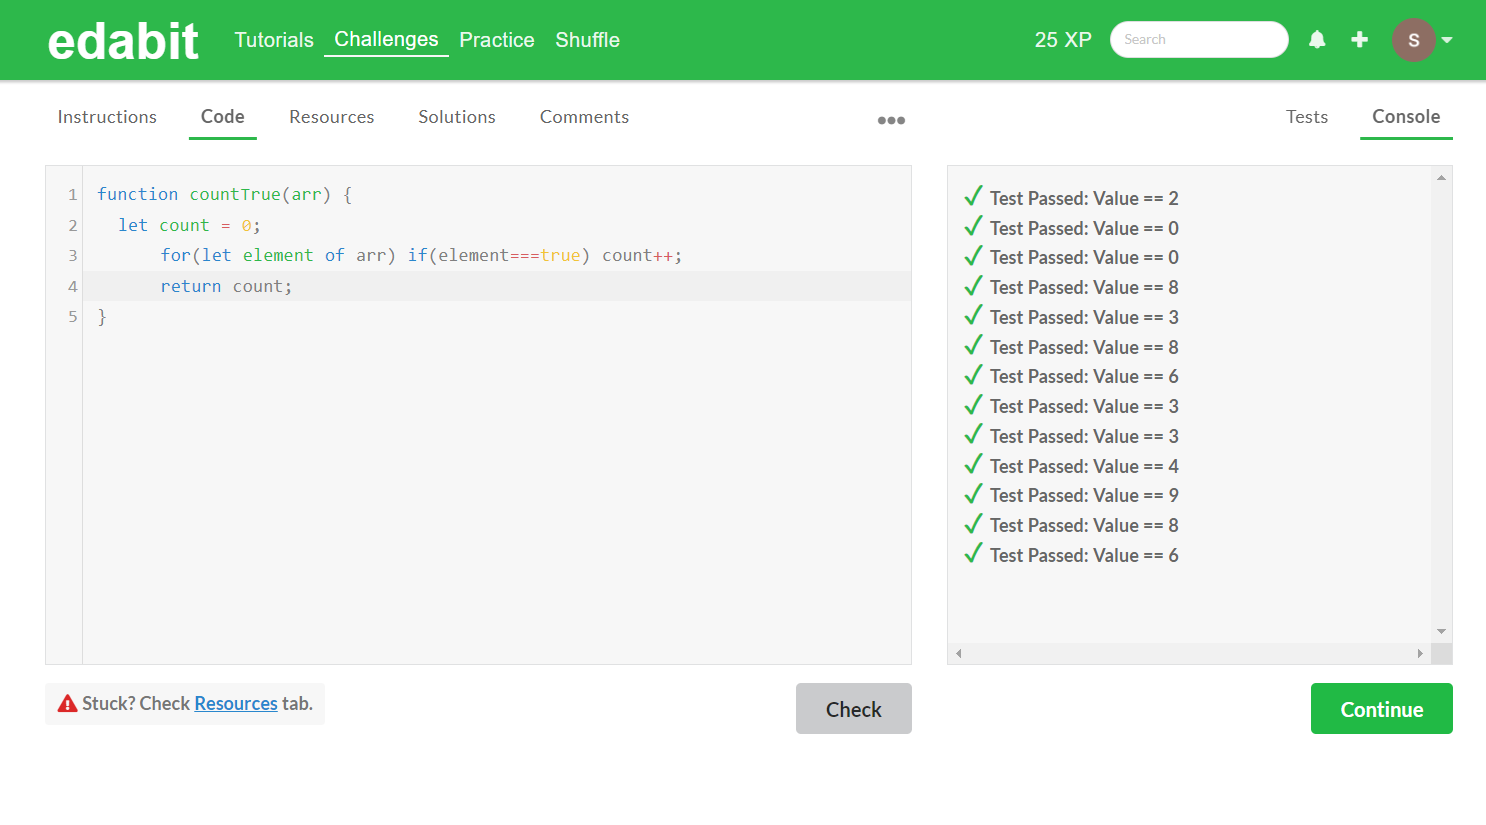 edabit Tutorials Challenges Practice Shuffle 25 XP Search S
Instructions Code Resources Solutions Comments Tests Console
1 function countTrue(arr) {
2 let count = 0;
3 for(let element of arr) if(element===true) count++;
4 return count;
5 }
Test Passed: Value == 2
Test Passed: Value == 0
Test Passed: Value == 0
Test Passed: Value == 8
Test Passed: Value == 3
Test Passed: Value == 8
Test Passed: Value == 6
Test Passed: Value == 3
Test Passed: Value == 3
Test Passed: Value == 4
Test Passed: Value == 9
Test Passed: Value == 8
Test Passed: Value == 6
Stuck? Check Resources tab.
Check
Continue